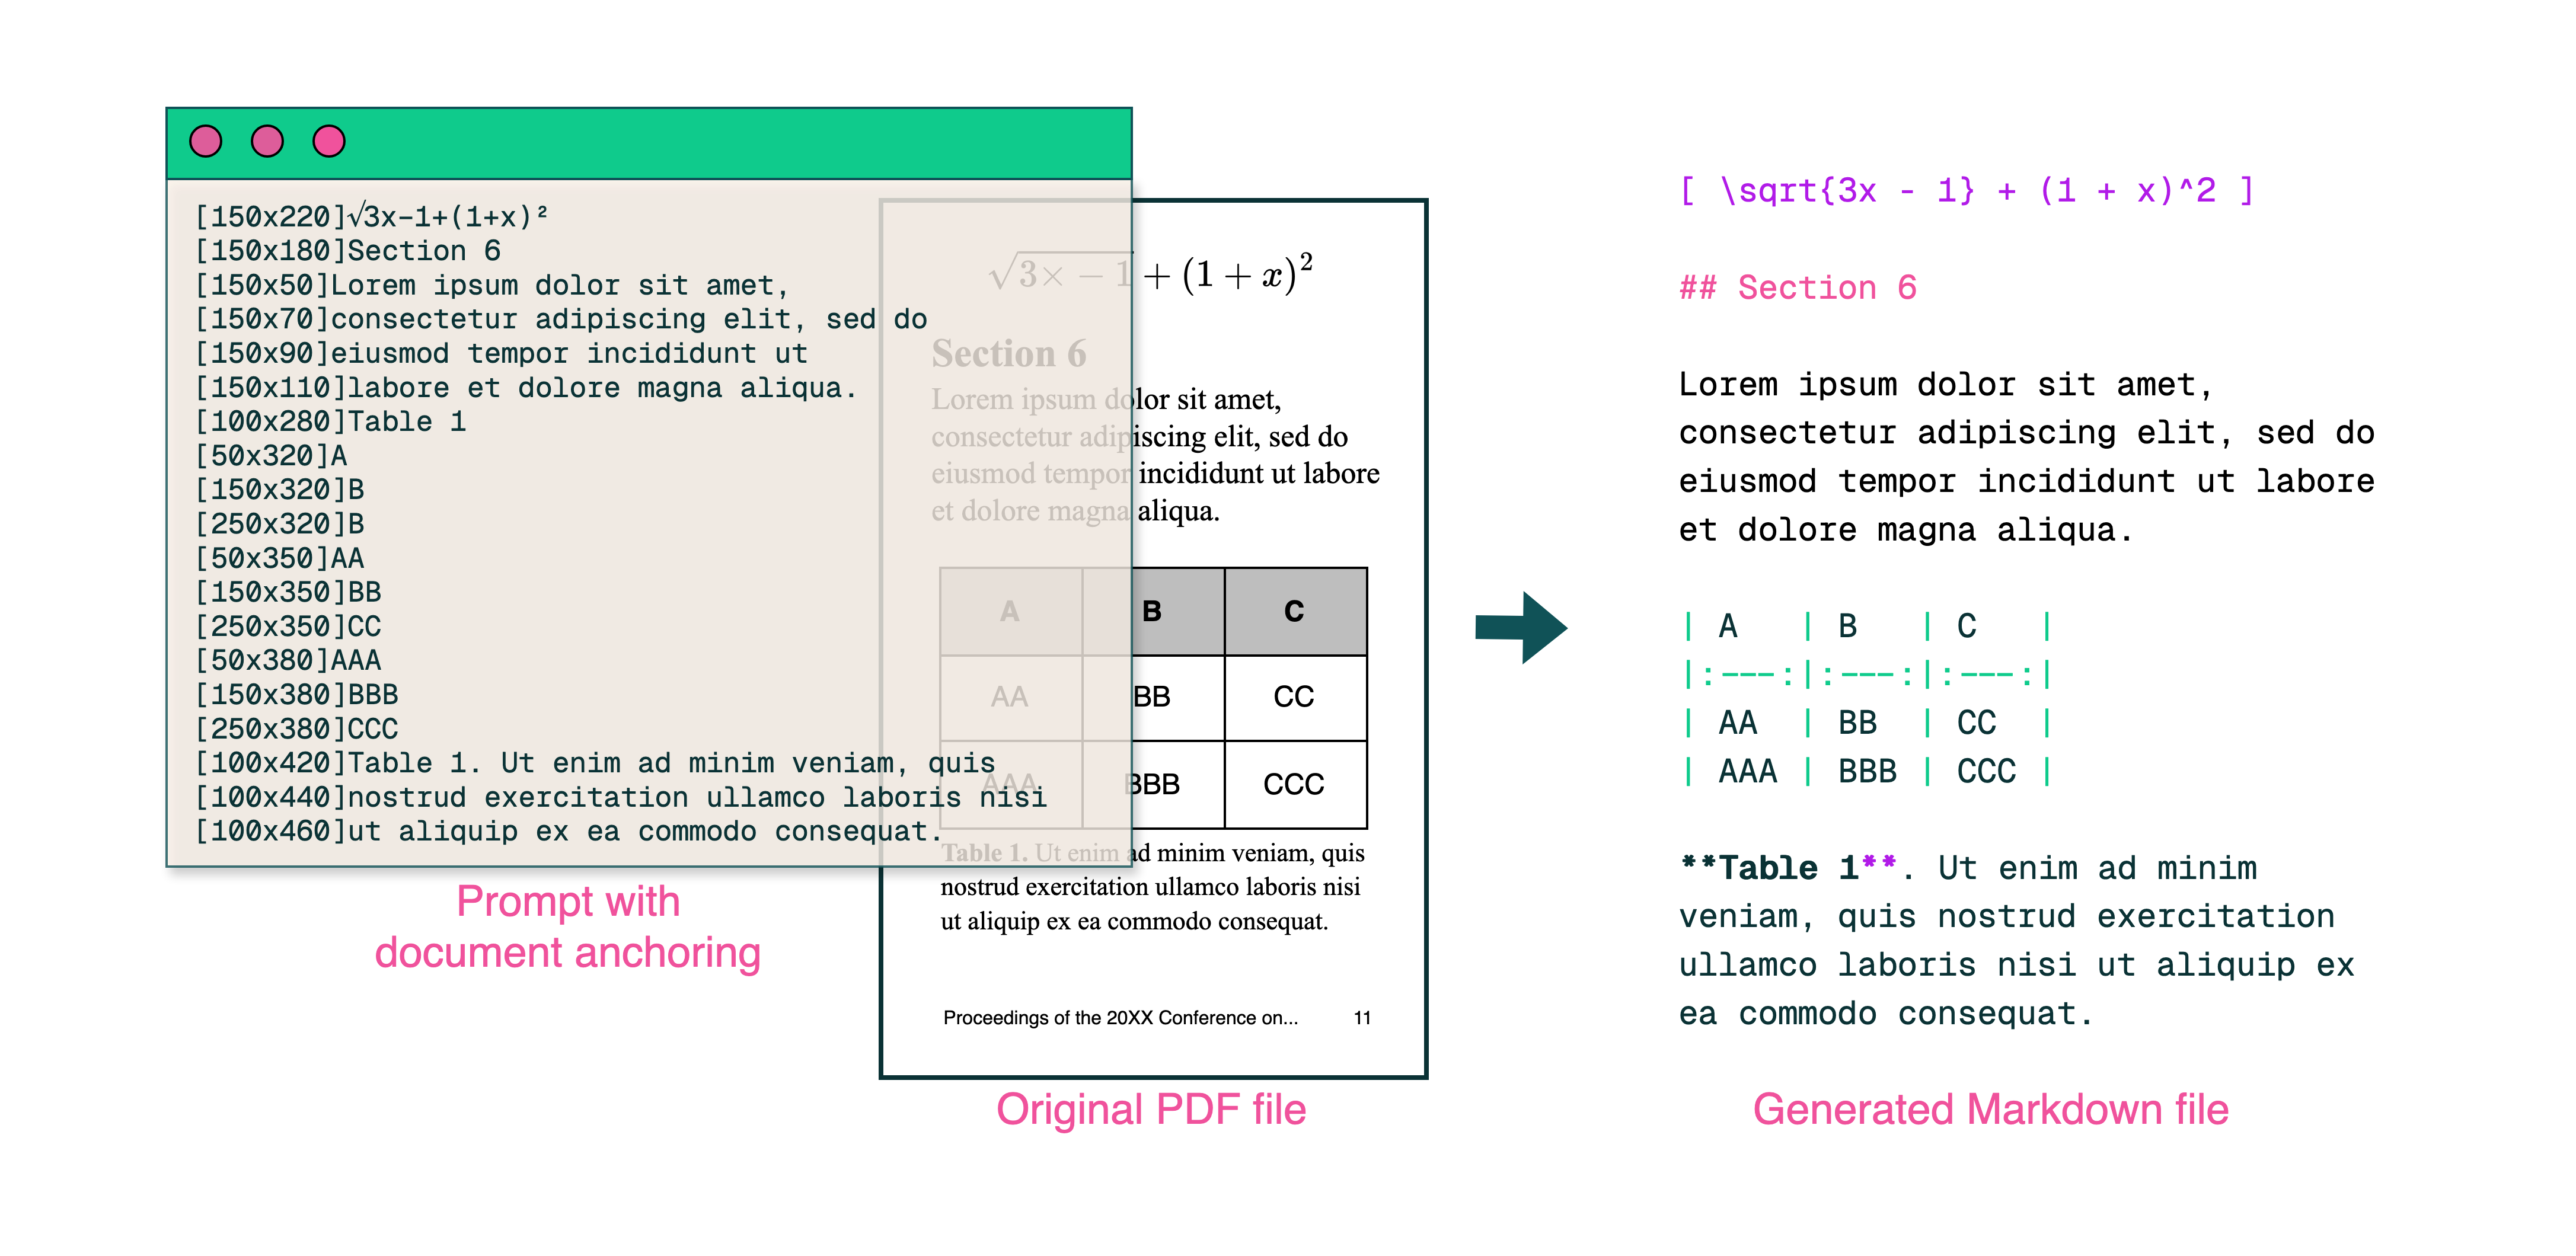 [150x220]√3x-1+(1+x)²
[150x180]Section 6
[150x50]Lorem ipsum dolor sit amet,
[150x70]consectetur adipiscing elit, sed do
[150x90]eiusmod tempor incididunt ut
[150x110]labore et dolore magna aliqua.
[100x280]Table 1
[50x320]A
[150x320]B
[250x320]B
[50x350]AA
[150x350]BB
[250x350]CC
[50x380]AAA
[150x380]BBB
[250x380]CCC
[100x420]Table 1. Ut enim ad minim veniam, quis
[100x440]nostrud exercitation ullamco laboris nisi
[100x460]ut aliquip ex ea commodo consequat.
Prompt with
document anchoring
√3× − 1 + (1 + x)²
Section 6
Lorem ipsum dolor sit amet,
consectetur adipiscing elit, sed do
eiusmod tempor incididunt ut labore
et dolore magna aliqua.
A B C
AA BB CC
AAA BBB CCC
Table 1. Ut enim ad minim veniam, quis
nostrud exercitation ullamco laboris nisi
ut aliquip ex ea commodo consequat.
Proceedings of the 20XX Conference on... 11
Original PDF file
[ \sqrt{3x - 1} + (1 + x)^2 ]
## Section 6
Lorem ipsum dolor sit amet,
consectetur adipiscing elit, sed do
eiusmod tempor incididunt ut labore
et dolore magna aliqua.
| A | B | C |
|:---:|:---:|:---:|
| AA | BB | CC |
| AAA | BBB | CCC |
**Table 1**. Ut enim ad minim
veniam, quis nostrud exercitation
ullamco laboris nisi ut aliquip ex
ea commodo consequat.
Generated Markdown file